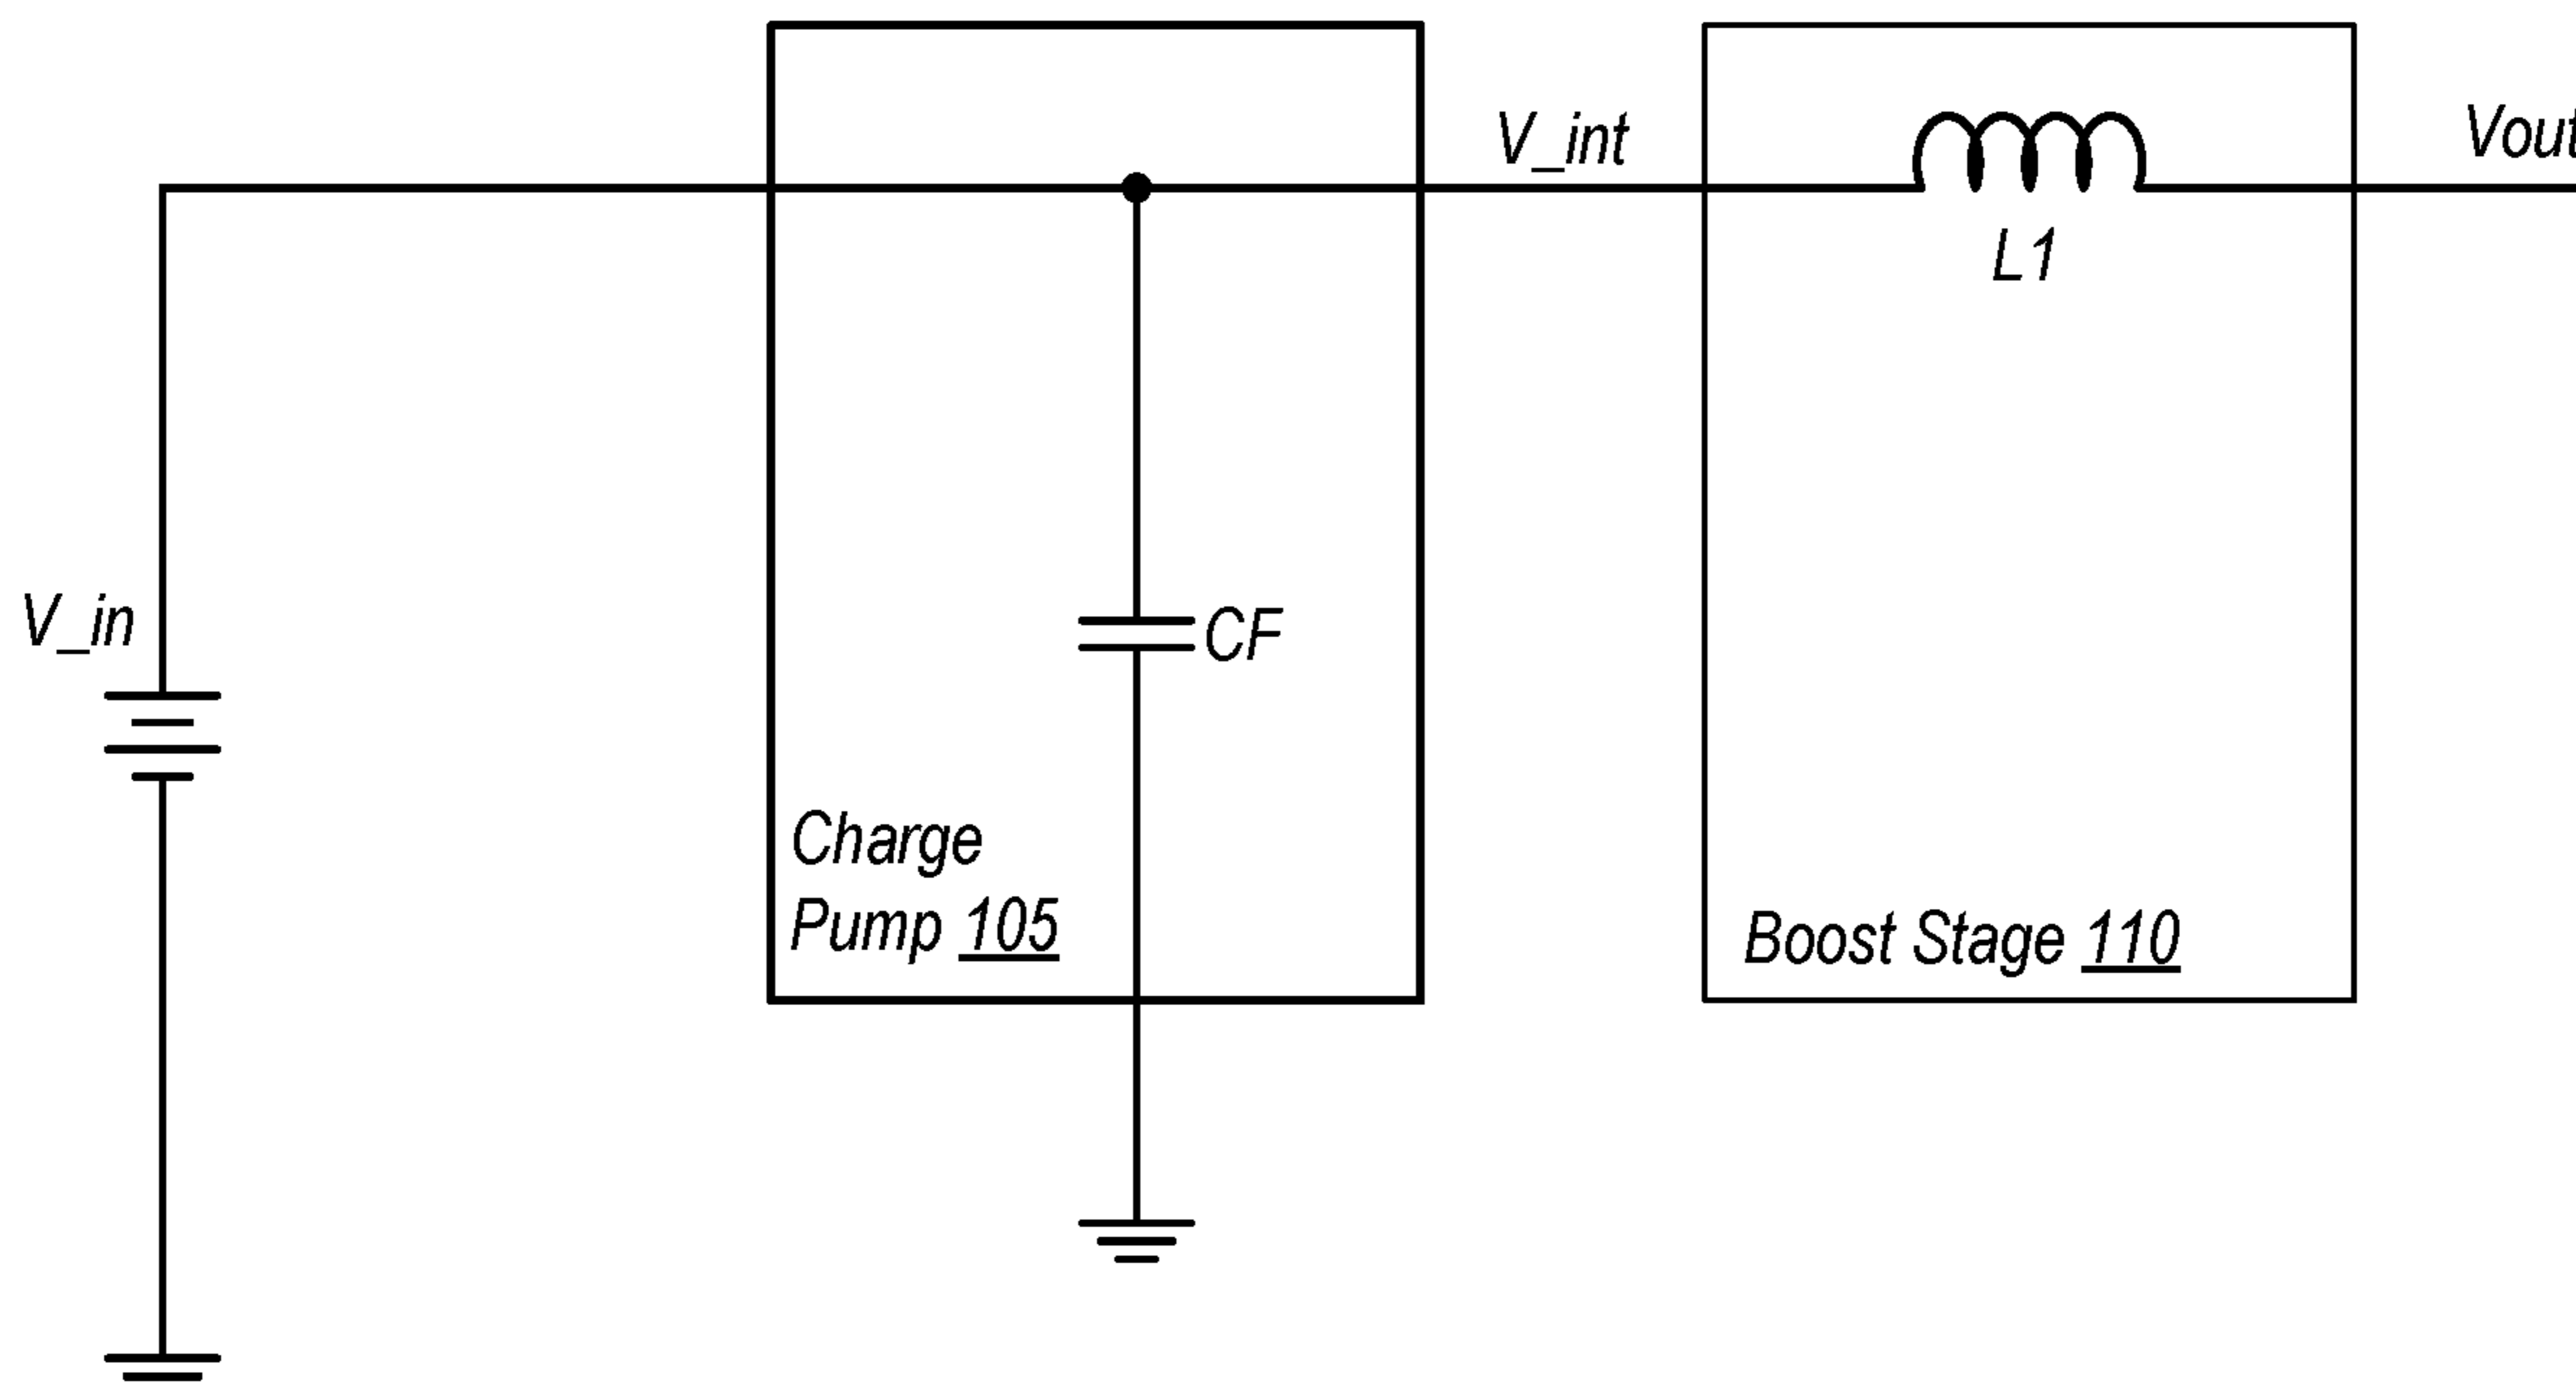 V_int
Vout
L1
V_in
CF
Charge
Pump 105
Boost Stage 110